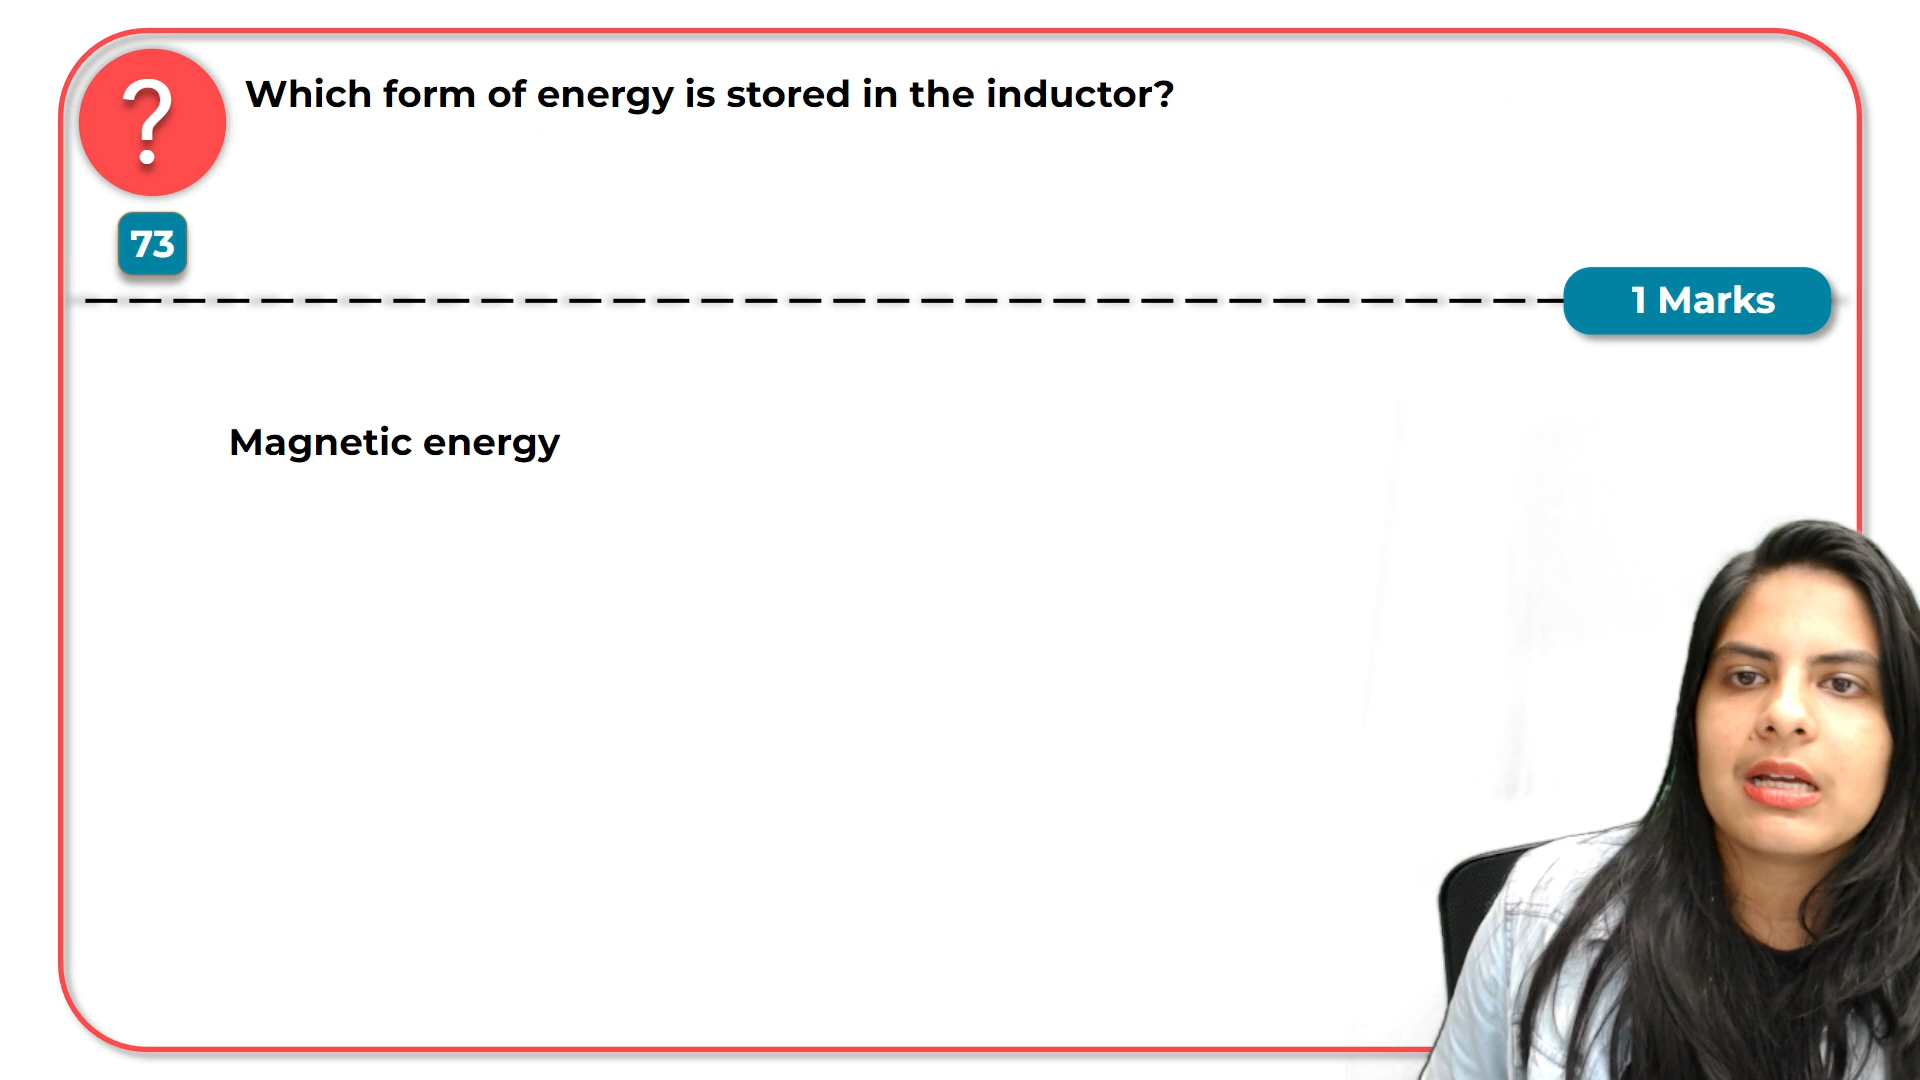 ?
Which form of energy is stored in the inductor?
73
1 Marks
Magnetic energy